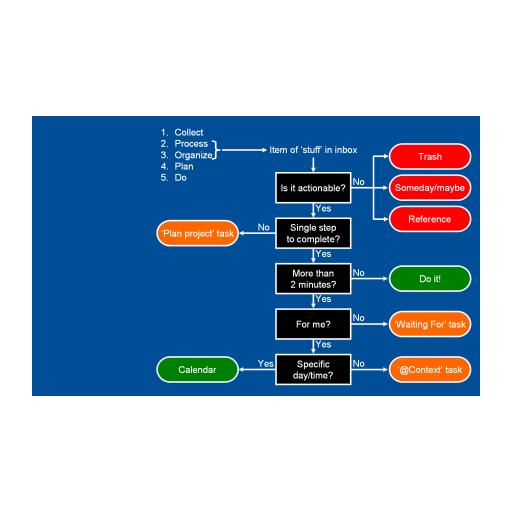 1. Collect
2. Process
3. Organize
4. Plan
5. Do
Item of 'stuff' in inbox
Is it actionable?
No
Trash
Someday/maybe
Reference
Yes
Single step
to complete?
No
'Plan project' task
Yes
More than
2 minutes?
No
Do it!
Yes
For me?
No
'Waiting For' task
Yes
Specific
day/time?
Yes
Calendar
No
'@Context' task